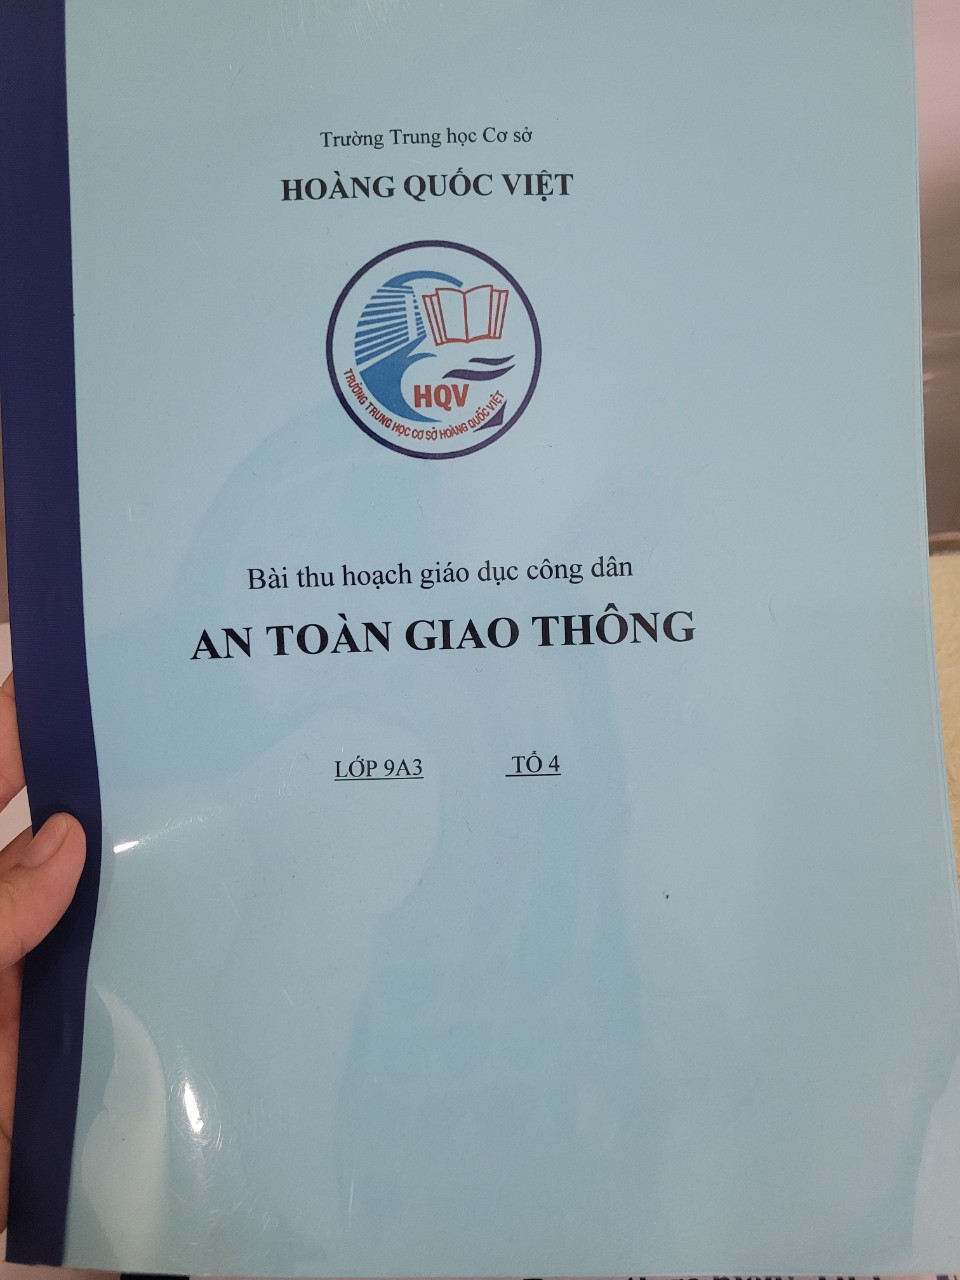 Trường Trung học Cơ sở
HOÀNG QUỐC VIỆT
HQV
TRƯỜNG TRUNG HỌC CƠ SỞ HOÀNG QUỐC VIỆT
Bài thu hoạch giáo dục công dân
AN TOÀN GIAO THÔNG
LỚP 9A3 TỔ 4